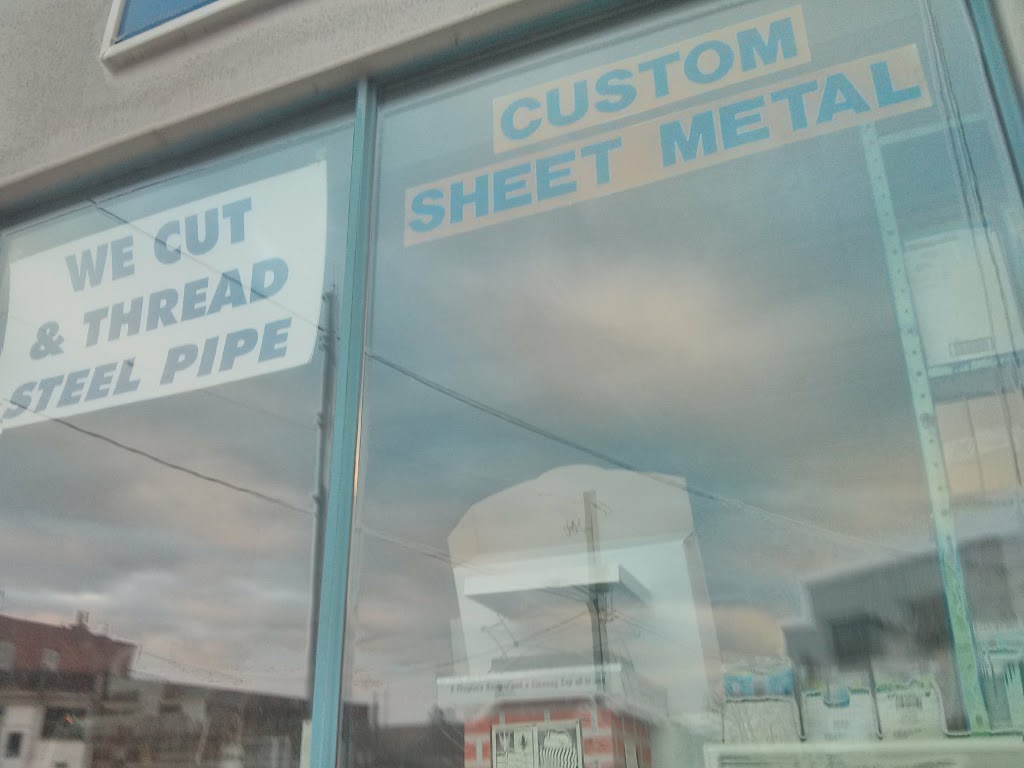 WE CUT
& THREAD
STEEL PIPE
CUSTOM
SHEET METAL